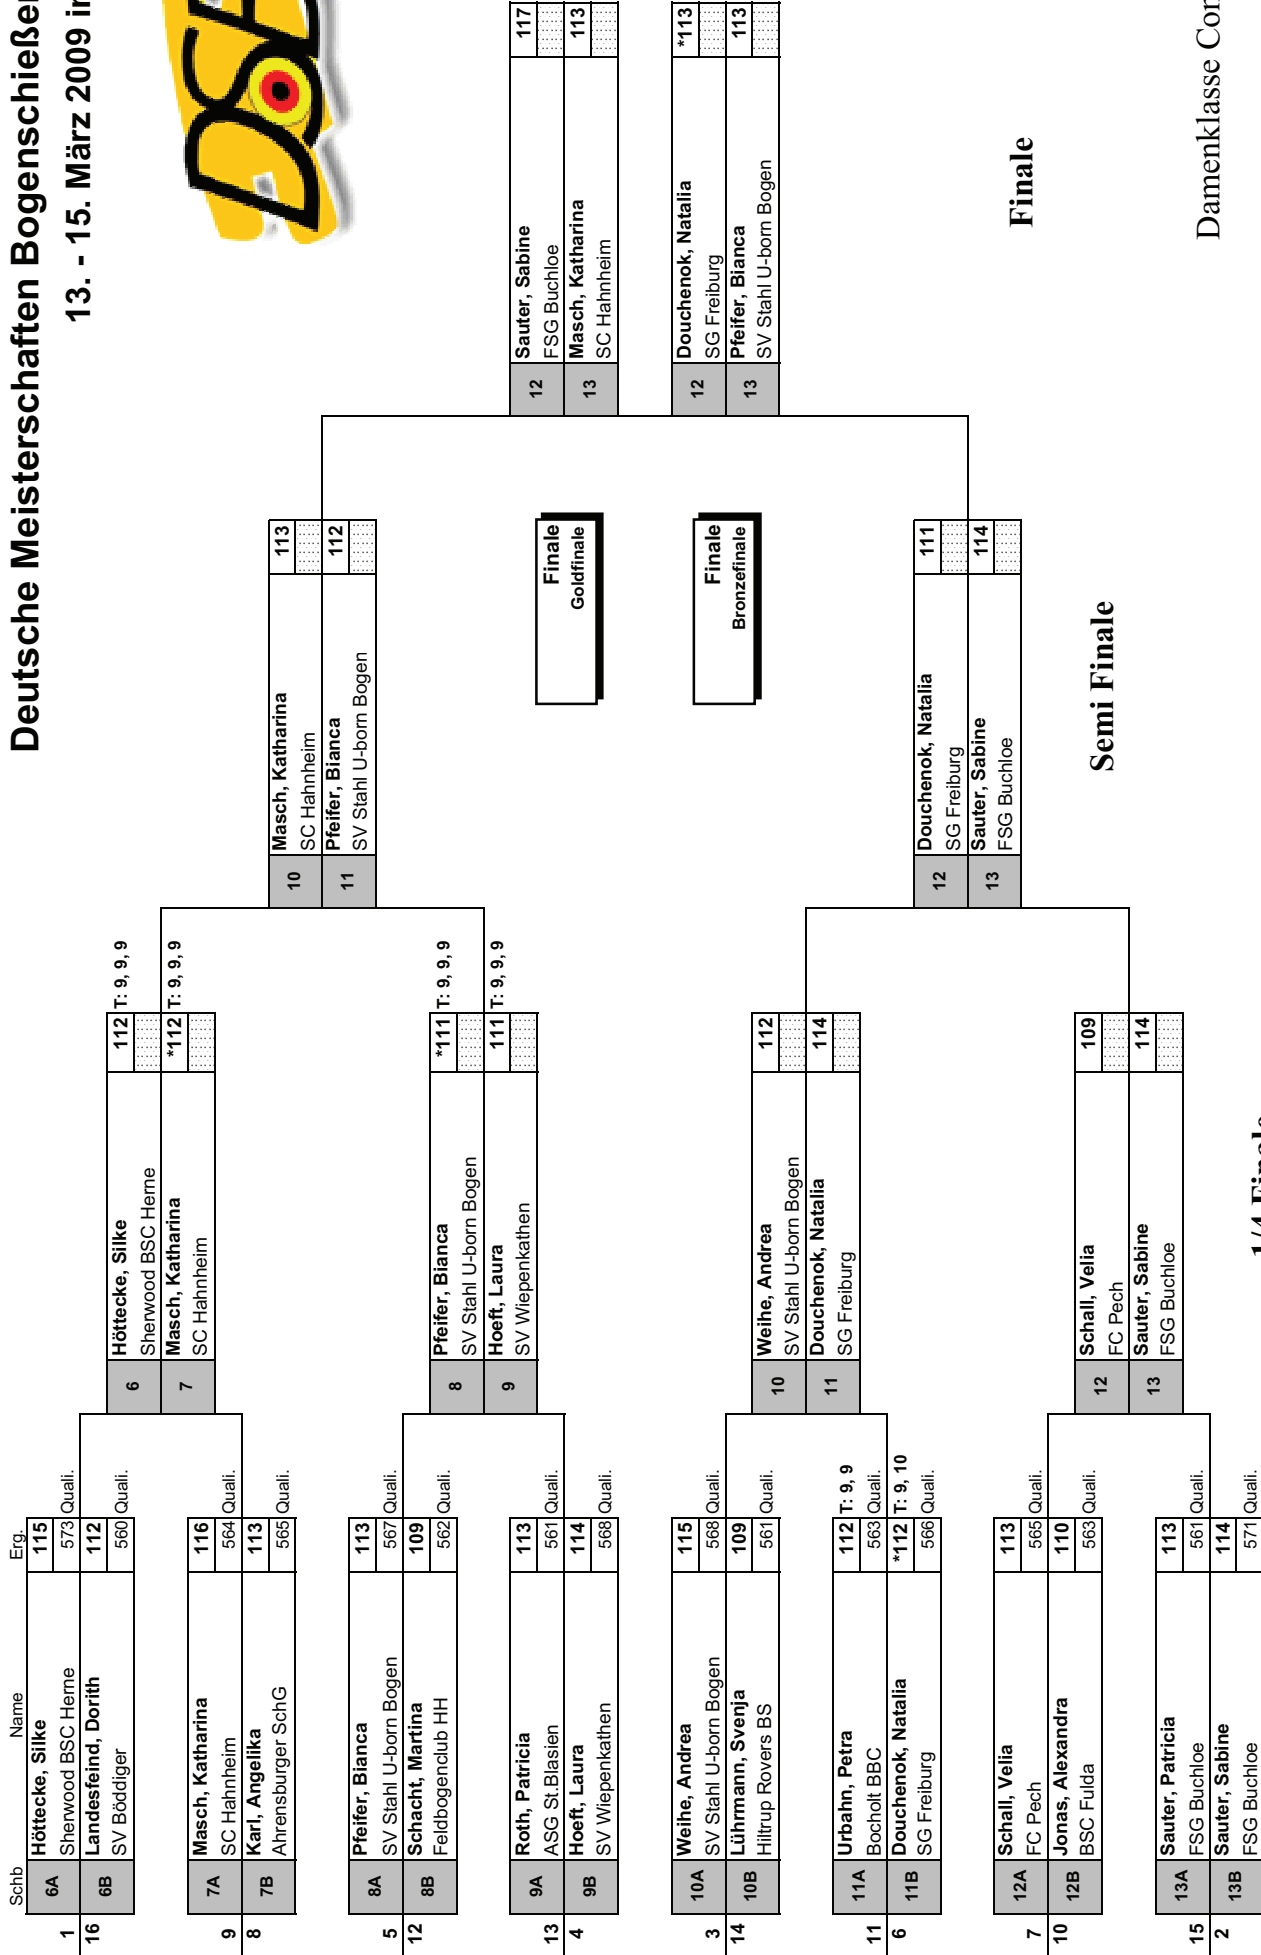 Deutsche Meisterschaften Bogenschießen
13. - 15. März 2009 in
DSB
Schb Name Erg.
1 6A Höttecke, Silke 115
Sherwood BSC Herne 573 Quali.
16 6B Landesfeind, Dorith 112
SV Böddiger 560 Quali.
9 7A Masch, Katharina 116
SC Hahnheim 564 Quali.
8 7B Karl, Angelika 113
Ahrensburger SchG 565 Quali.
5 8A Pfeifer, Bianca 113
SV Stahl U-born Bogen 567 Quali.
12 8B Schacht, Martina 109
Feldbogenclub HH 562 Quali.
13 9A Roth, Patricia 113
ASG St.Blasien 561 Quali.
4 9B Hoeft, Laura 114
SV Wiepenkathen 568 Quali.
3 10A Weihe, Andrea 115
SV Stahl U-born Bogen 568 Quali.
14 10B Lührmann, Svenja 109
Hiltrup Rovers BS 561 Quali.
11 11A Urbahn, Petra 112 T: 9, 9
Bocholt BBC 563 Quali.
6 11B Douchenok, Natalia *112 T: 9, 10
SG Freiburg 566 Quali.
7 12A Schall, Velia 113
FC Pech 565 Quali.
10 12B Jonas, Alexandra 110
BSC Fulda 563 Quali.
15 13A Sauter, Patricia 113
FSG Buchloe 561 Quali.
2 13B Sauter, Sabine 114
FSG Buchloe 571 Quali.
6 Höttecke, Silke 112 T: 9, 9, 9
Sherwood BSC Herne
7 Masch, Katharina *112 T: 9, 9, 9
SC Hahnheim
8 Pfeifer, Bianca *111 T: 9, 9, 9
SV Stahl U-born Bogen
9 Hoeft, Laura 111 T: 9, 9, 9
SV Wiepenkathen
10 Weihe, Andrea 112
SV Stahl U-born Bogen
11 Douchenok, Natalia 114
SG Freiburg
12 Schall, Velia 109
FC Pech
13 Sauter, Sabine 114
FSG Buchloe
1/4 Finale
10 Masch, Katharina 113
SC Hahnheim
11 Pfeifer, Bianca 112
SV Stahl U-born Bogen
12 Douchenok, Natalia 111
SG Freiburg
13 Sauter, Sabine 114
FSG Buchloe
Semi Finale
Finale
Goldfinale
Finale
Bronzefinale
12 Sauter, Sabine 117
FSG Buchloe
13 Masch, Katharina 113
SC Hahnheim
12 Douchenok, Natalia *113
SG Freiburg
13 Pfeifer, Bianca 113
SV Stahl U-born Bogen
Finale
Damenklasse Com